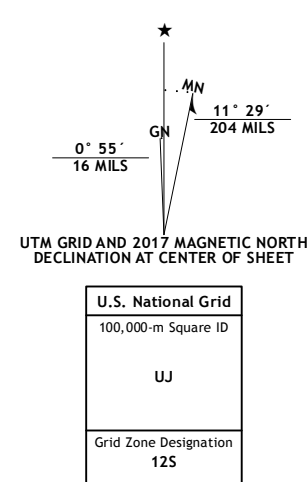 ★
MN
GN
11° 29´
204 MILS
0° 55´
16 MILS
UTM GRID AND 2017 MAGNETIC NORTH
DECLINATION AT CENTER OF SHEET
U.S. National Grid
100,000-m Square ID
UJ
Grid Zone Designation
12S